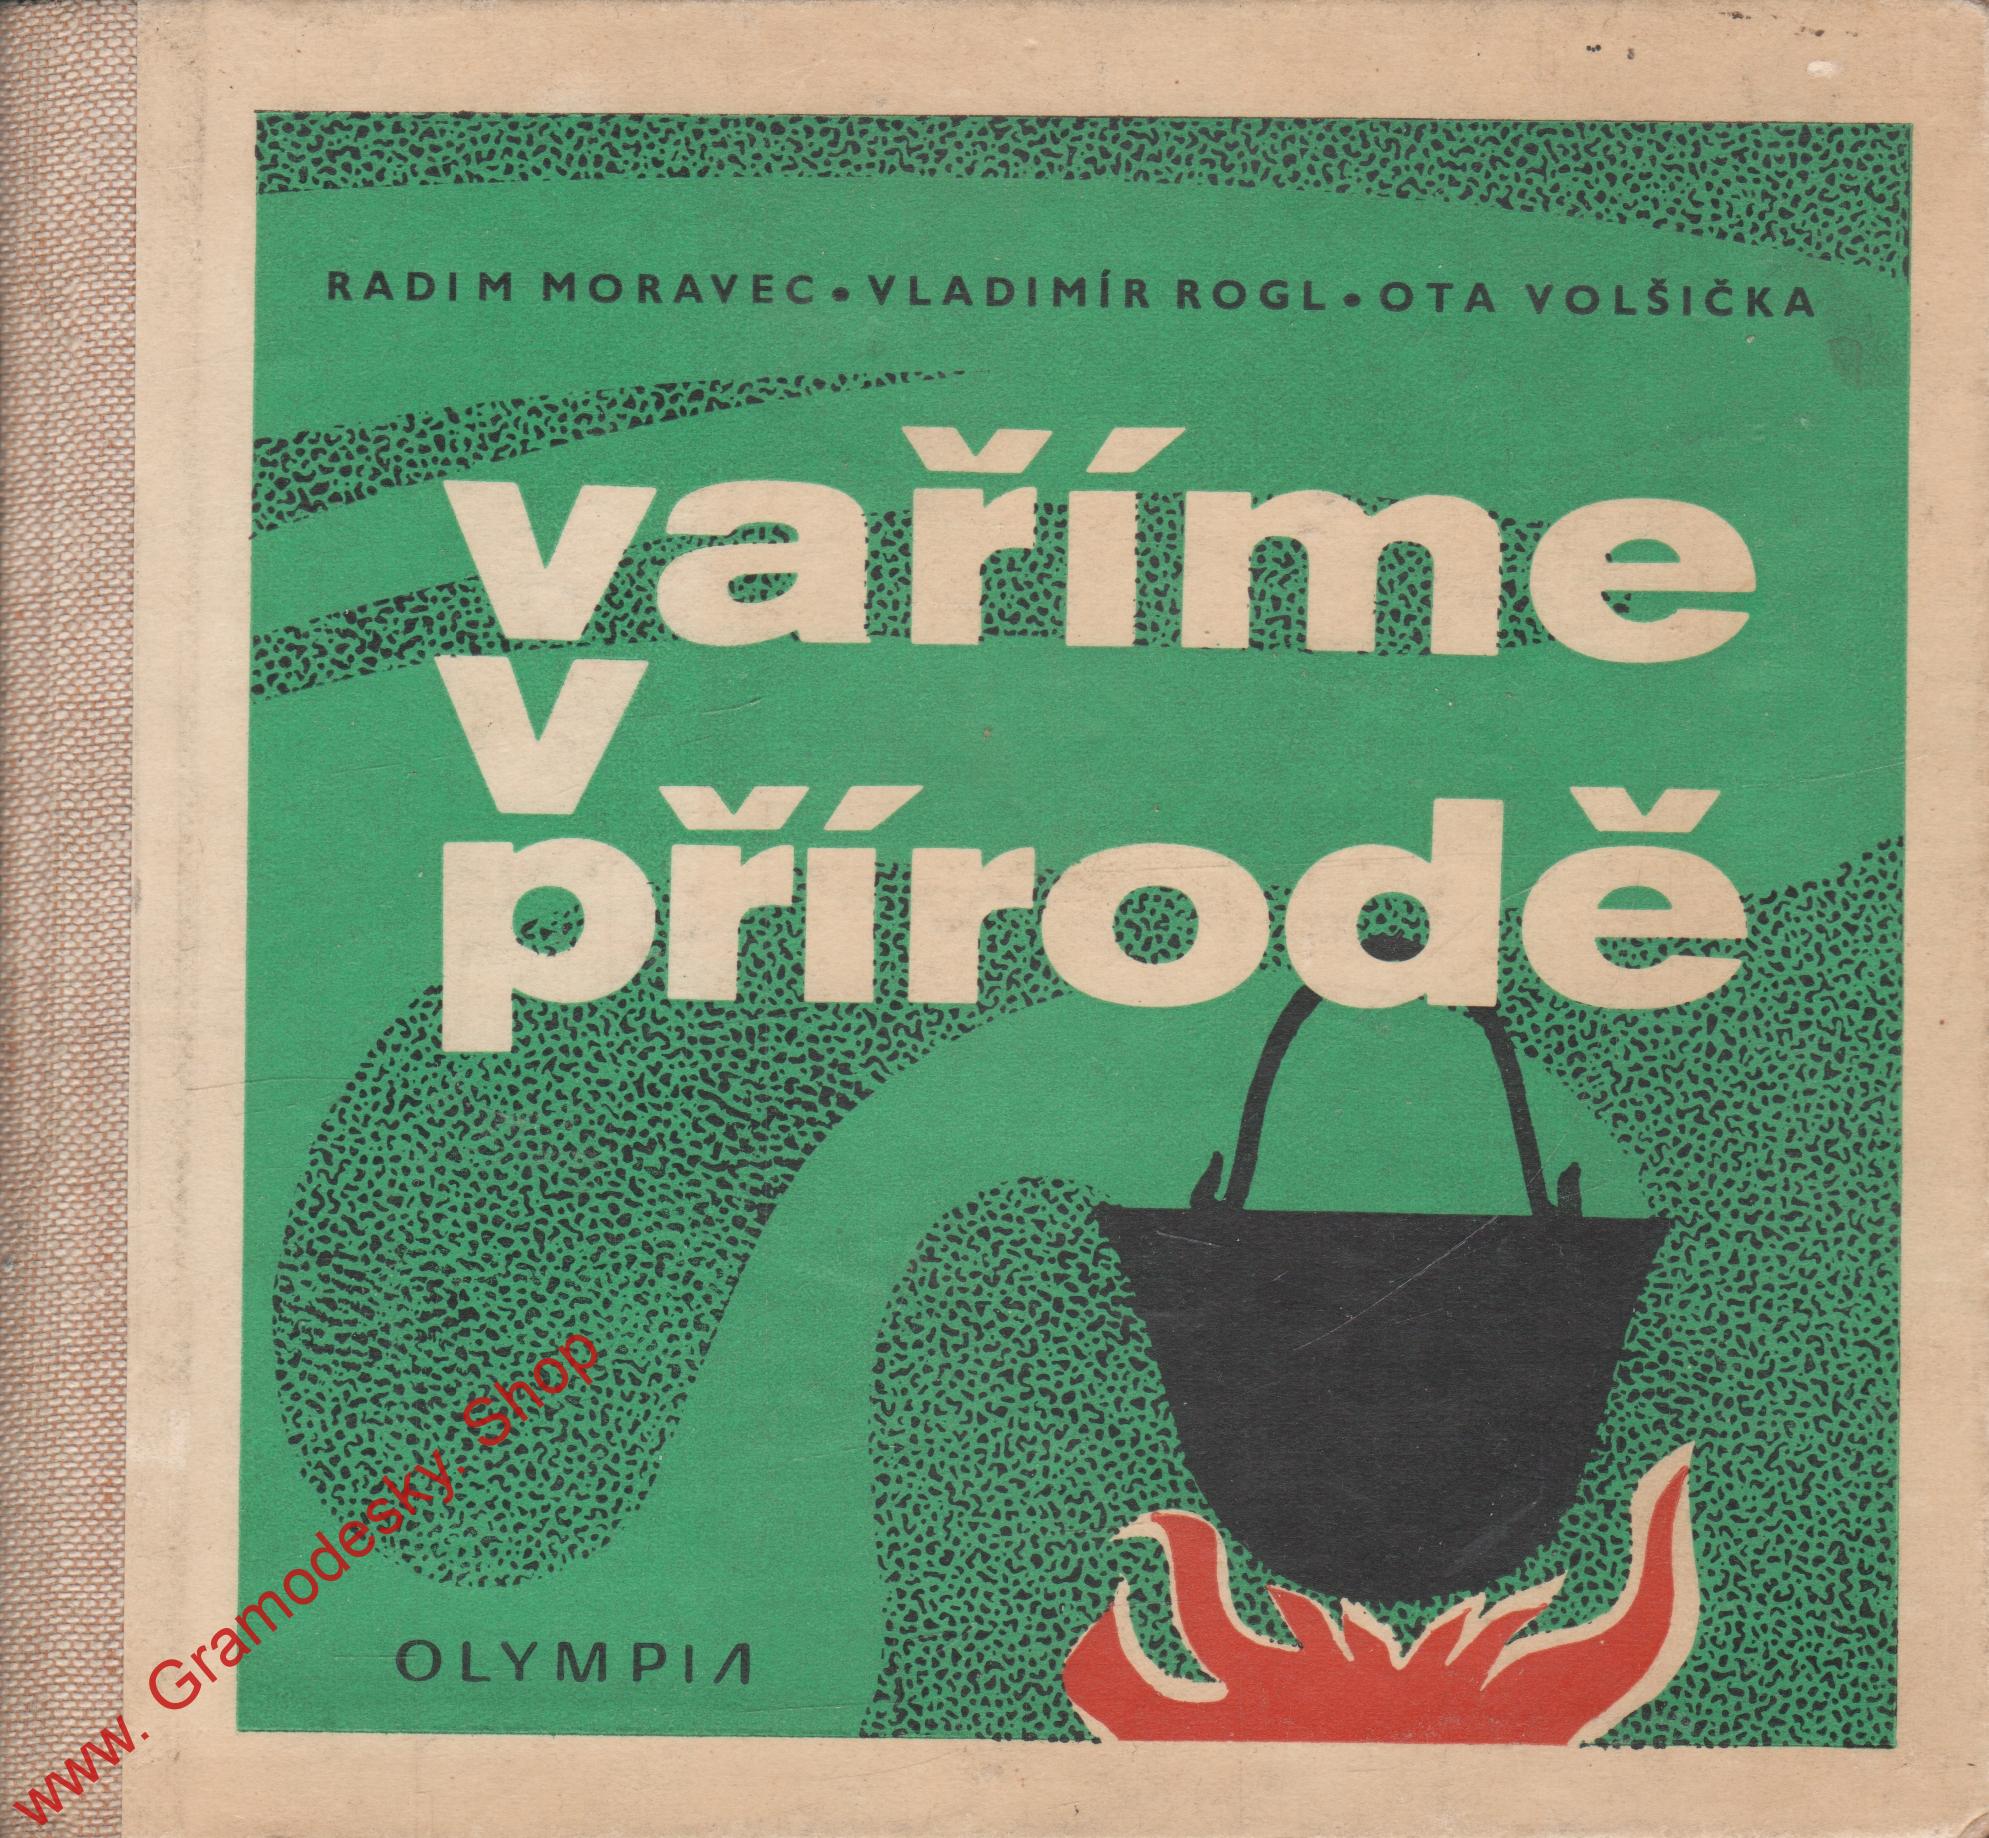 RADIM MORAVEC • VLADIMÍR ROGL • OTA VOLŠIČKA
vaříme
v
přírodě
OLYMPIA
www. Gramodesky. Shop